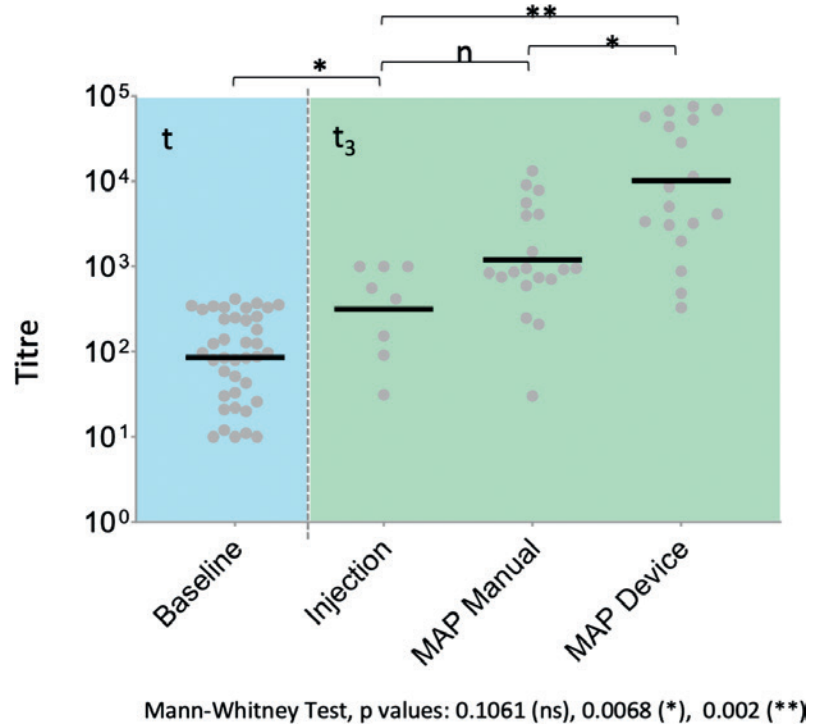 **
*
n
*
10⁵
t
t₃
10⁴
10³
10²
10¹
10⁰
Titre
Baseline
Injection
MAP Manual
MAP Device
Mann-Whitney Test, p values: 0.1061 (ns), 0.0068 (*), 0.002 (**)